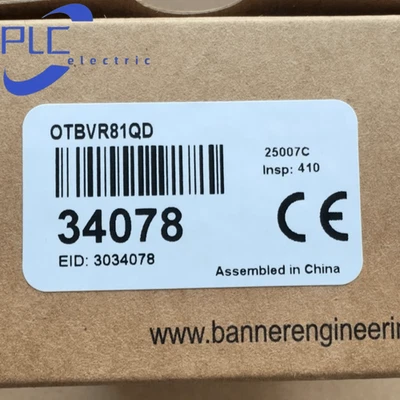 PLC
electric
OTBVR81QD
25007C
Insp: 410
34078
CE
EID: 3034078
Assembled in China
www.bannerengineerin